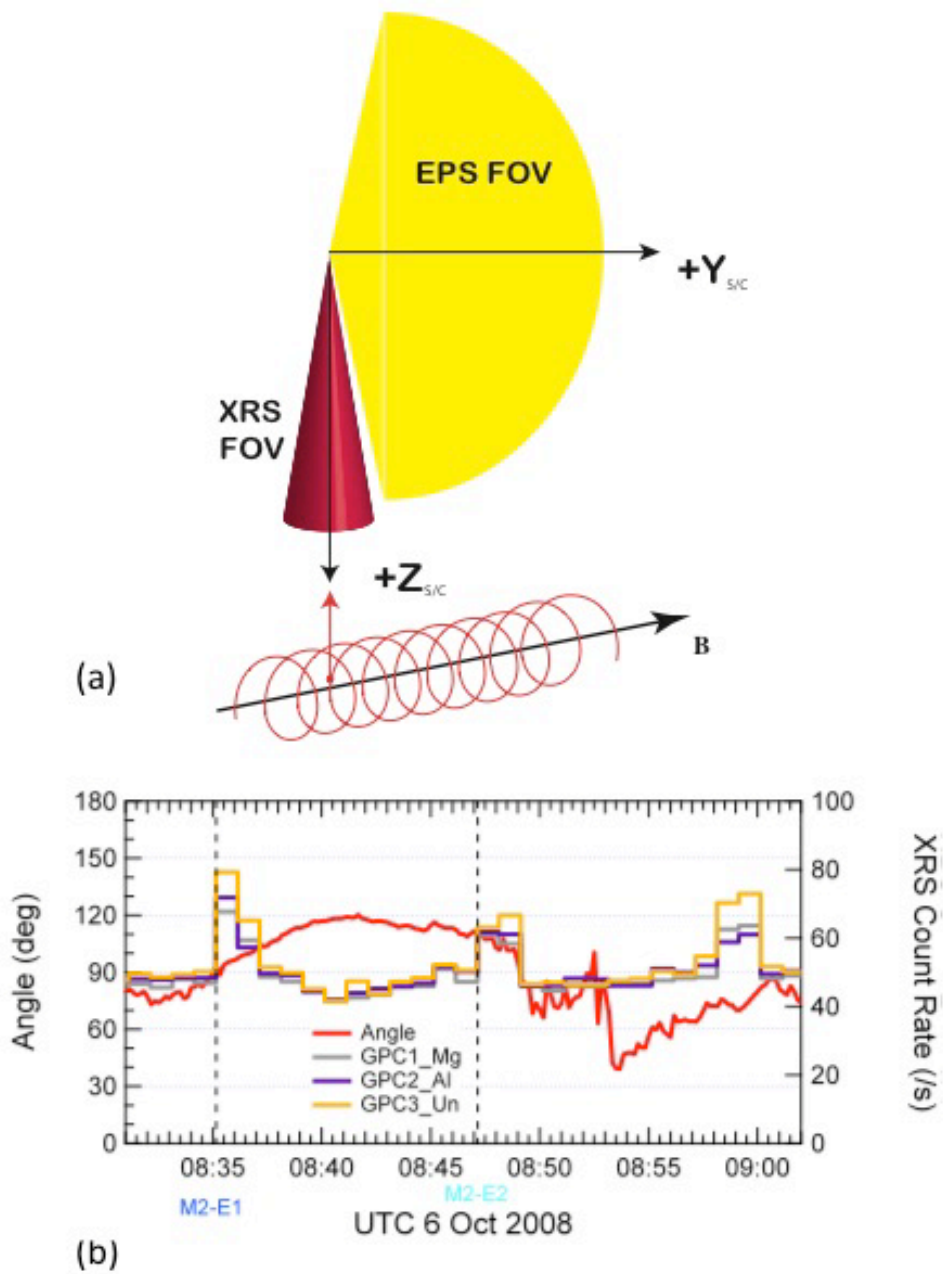 EPS FOV
+Y S/C
XRS
FOV
+Z S/C
B
(a)
180
150
120
90
60
30
0
Angle (deg)
100
80
60
40
20
0
XRS Count Rate (/s)
Angle
GPC1_Mg
GPC2_Al
GPC3_Un
08:35
08:40
08:45
08:50
08:55
09:00
M2-E1
M2-E2
UTC 6 Oct 2008
(b)